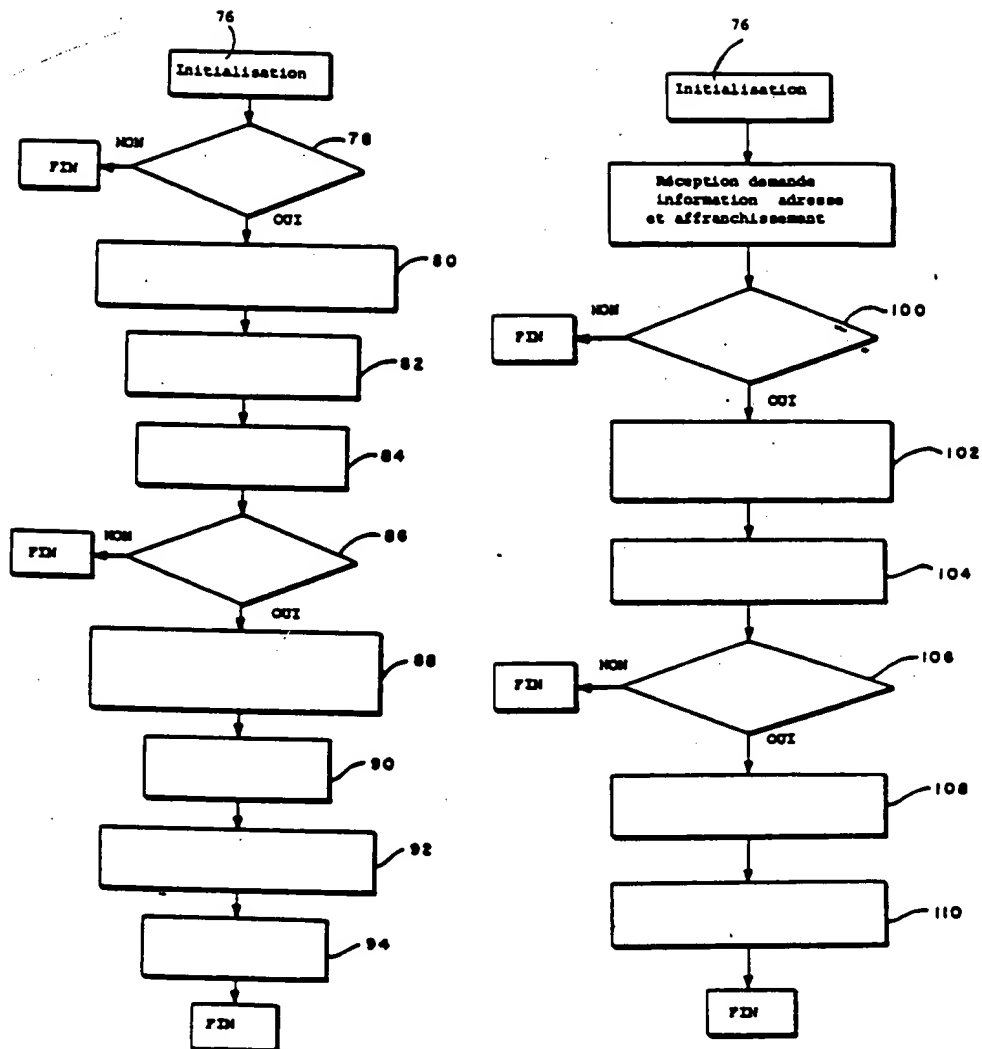 76
Initialisation
NON
78
FIN
OUI
80
82
84
NON
86
FIN
OUI
88
90
92
94
FIN
76
Initialisation
Réception demande
information adresse
et affranchissement
NON
100
FIN
OUI
102
104
NON
106
FIN
OUI
108
110
FIN